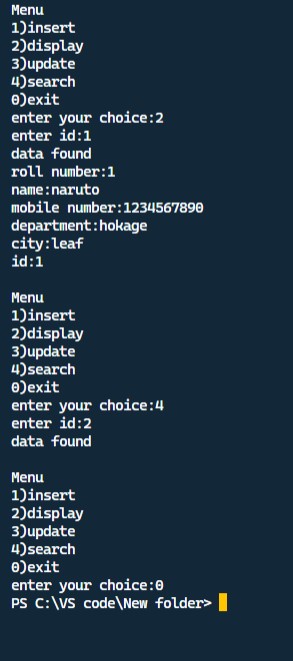 Menu
1)insert
2)display
3)update
4)search
0)exit
enter your choice:2
enter id:1
data found
roll number:1
name:naruto
mobile number:1234567890
department:hokage
city:leaf
id:1
Menu
1)insert
2)display
3)update
4)search
0)exit
enter your choice:4
enter id:2
data found
Menu
1)insert
2)display
3)update
4)search
0)exit
enter your choice:0
PS C:\VS code\New folder>